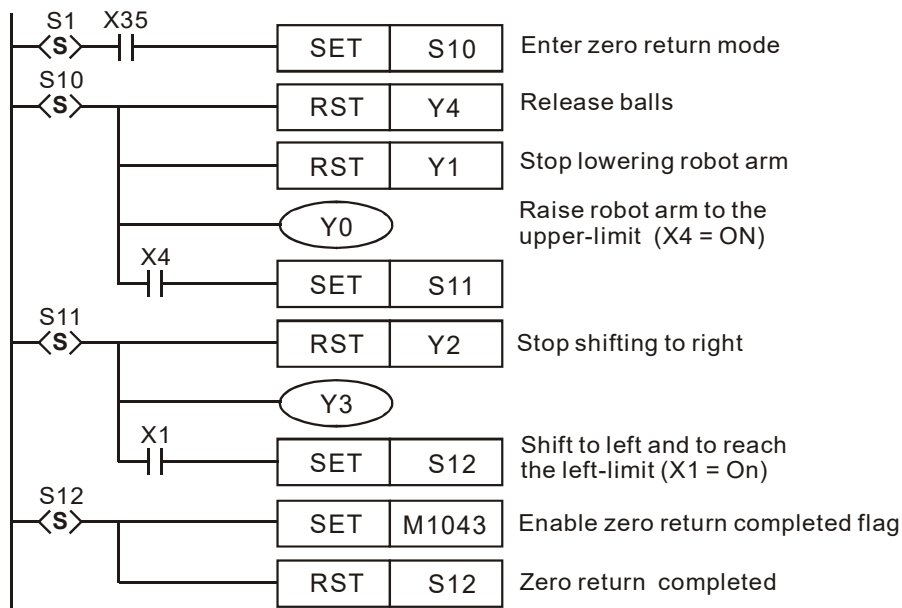 S1 X35
S SET S10 Enter zero return mode
S10
S RST Y4 Release balls
RST Y1 Stop lowering robot arm
Y0 Raise robot arm to the
upper-limit (X4 = ON)
X4
SET S11
S11
S RST Y2 Stop shifting to right
Y3
X1
SET S12 Shift to left and to reach
the left-limit (X1 = On)
S12
S SET M1043 Enable zero return completed flag
RST S12 Zero return completed